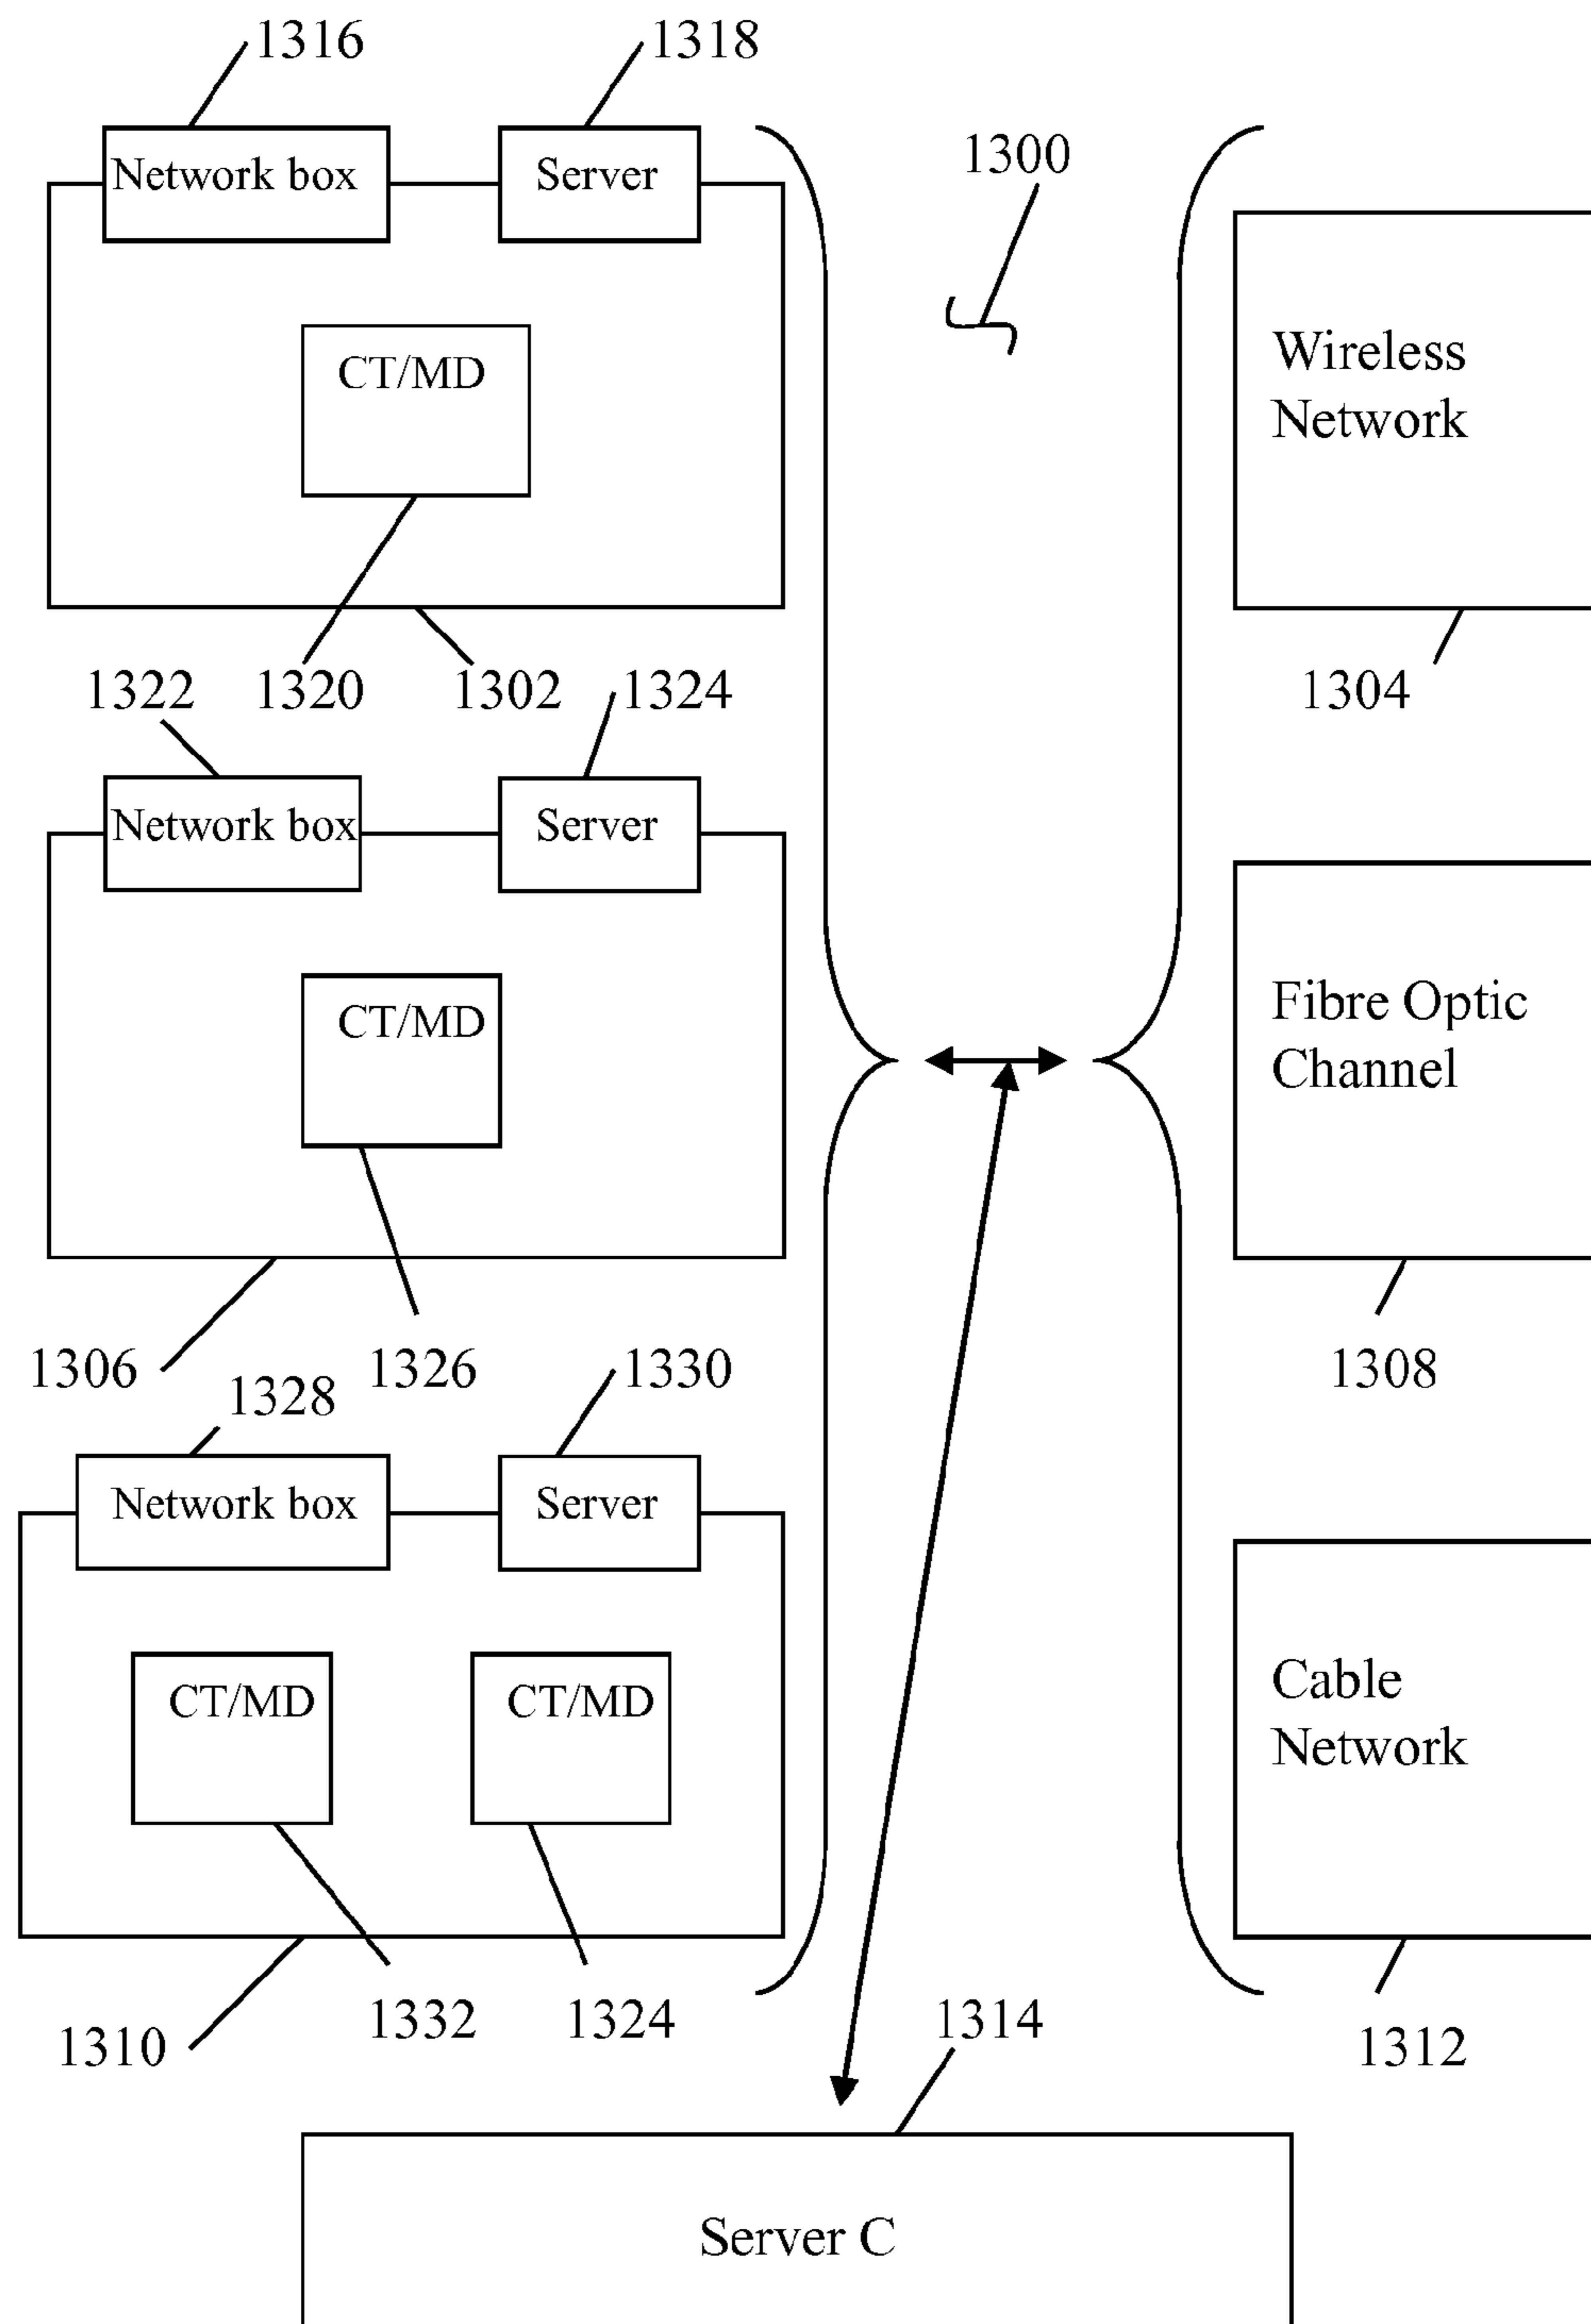 1316
1318
1300
Network box
Server
CT/MD
Wireless
Network
1322
1320
1302
1324
1304
Network box
Server
CT/MD
Fibre Optic
Channel
1306
1326
1328
1330
1308
Network box
Server
CT/MD
CT/MD
Cable
Network
1310
1332
1324
1314
1312
Server C